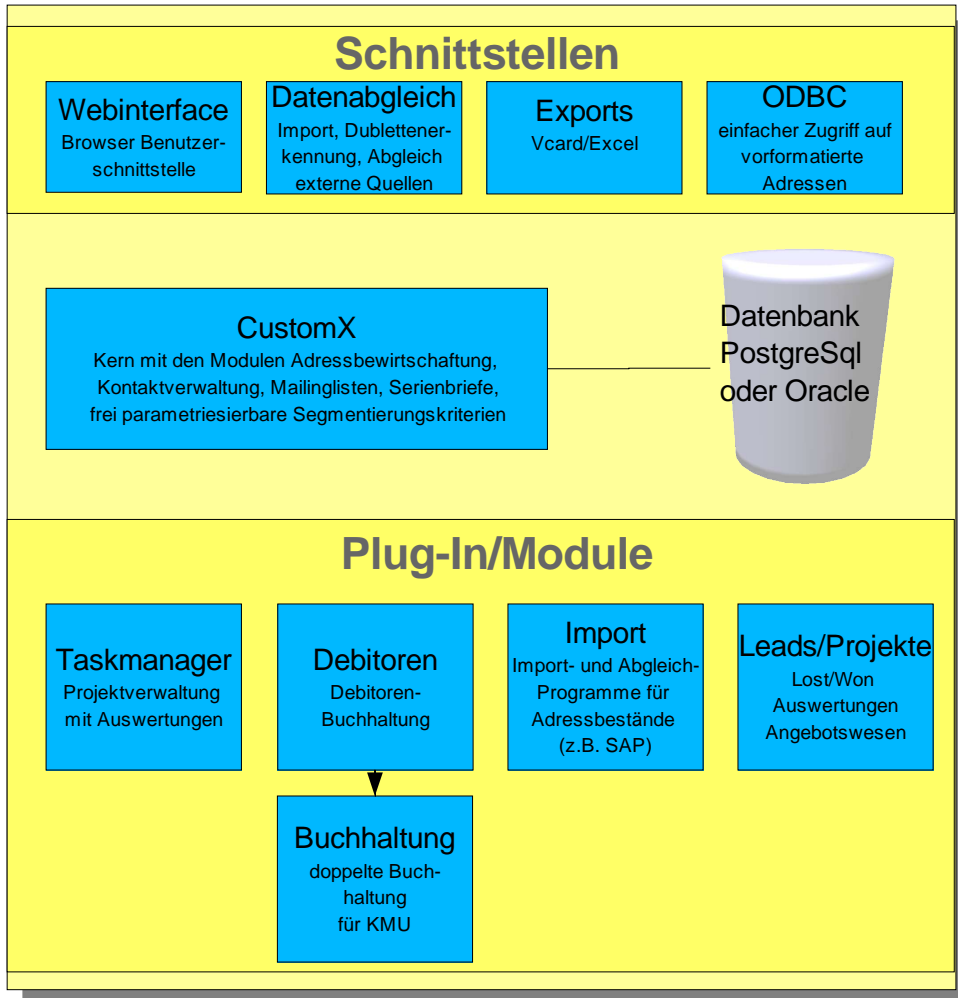 Schnittstellen
Webinterface
Browser Benutzer-
schnittstelle
Datenabgleich
Import, Dublettener-
kennung, Abgleich
externe Quellen
Exports
Vcard/Excel
ODBC
einfacher Zugriff auf
vorformatierte
Adressen
CustomX
Kern mit den Modulen Adressbewirtschaftung,
Kontaktverwaltung, Mailinglisten, Serienbriefe,
frei parametriesierbare Segmentierungskriterien
Datenbank
PostgreSql
oder Oracle
Plug-In/Module
Taskmanager
Projektverwaltung
mit Auswertungen
Debitoren
Debitoren-
Buchhaltung
Import
Import- und Abgleich-
Programme für
Adressbestände
(z.B. SAP)
Leads/Projekte
Lost/Won
Auswertungen
Angebotswesen
Buchhaltung
doppelte Buch-
haltung
für KMU